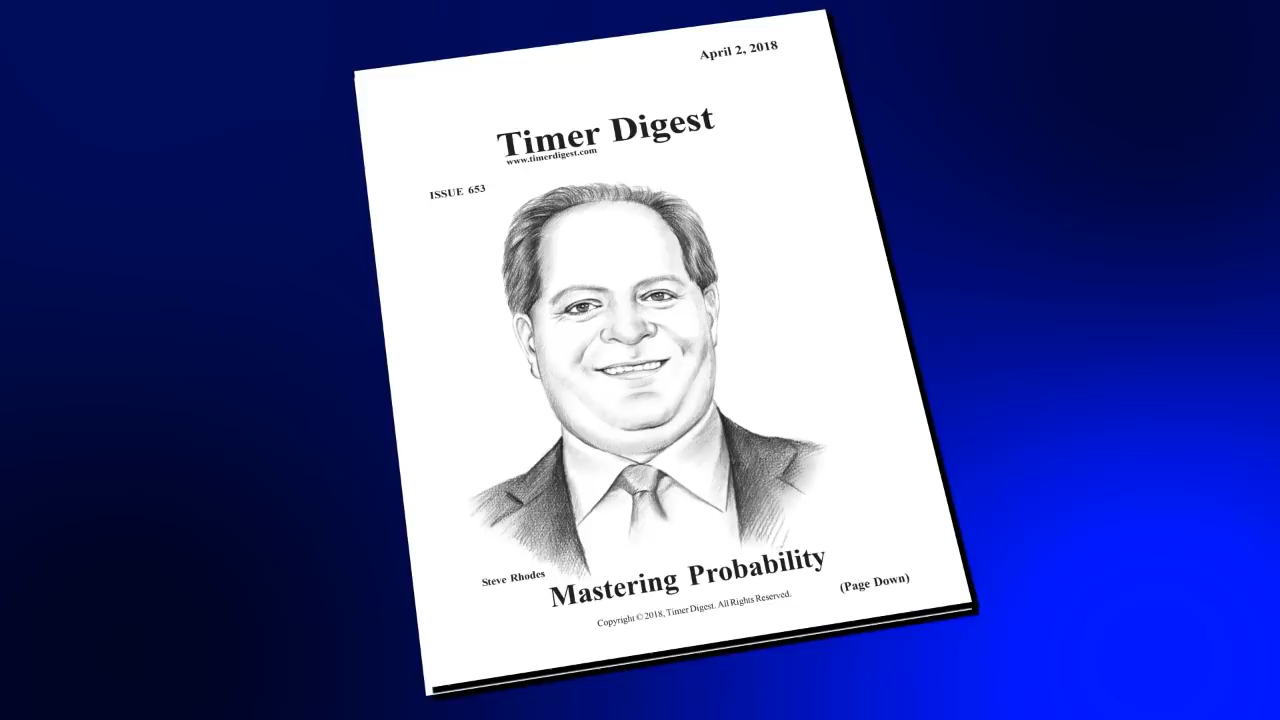 April 2, 2018
Timer Digest
www.timerdigest.com
ISSUE 653
Steve Rhodes
Mastering Probability
(Page Down)
Copyright © 2018, Timer Digest. All Rights Reserved.